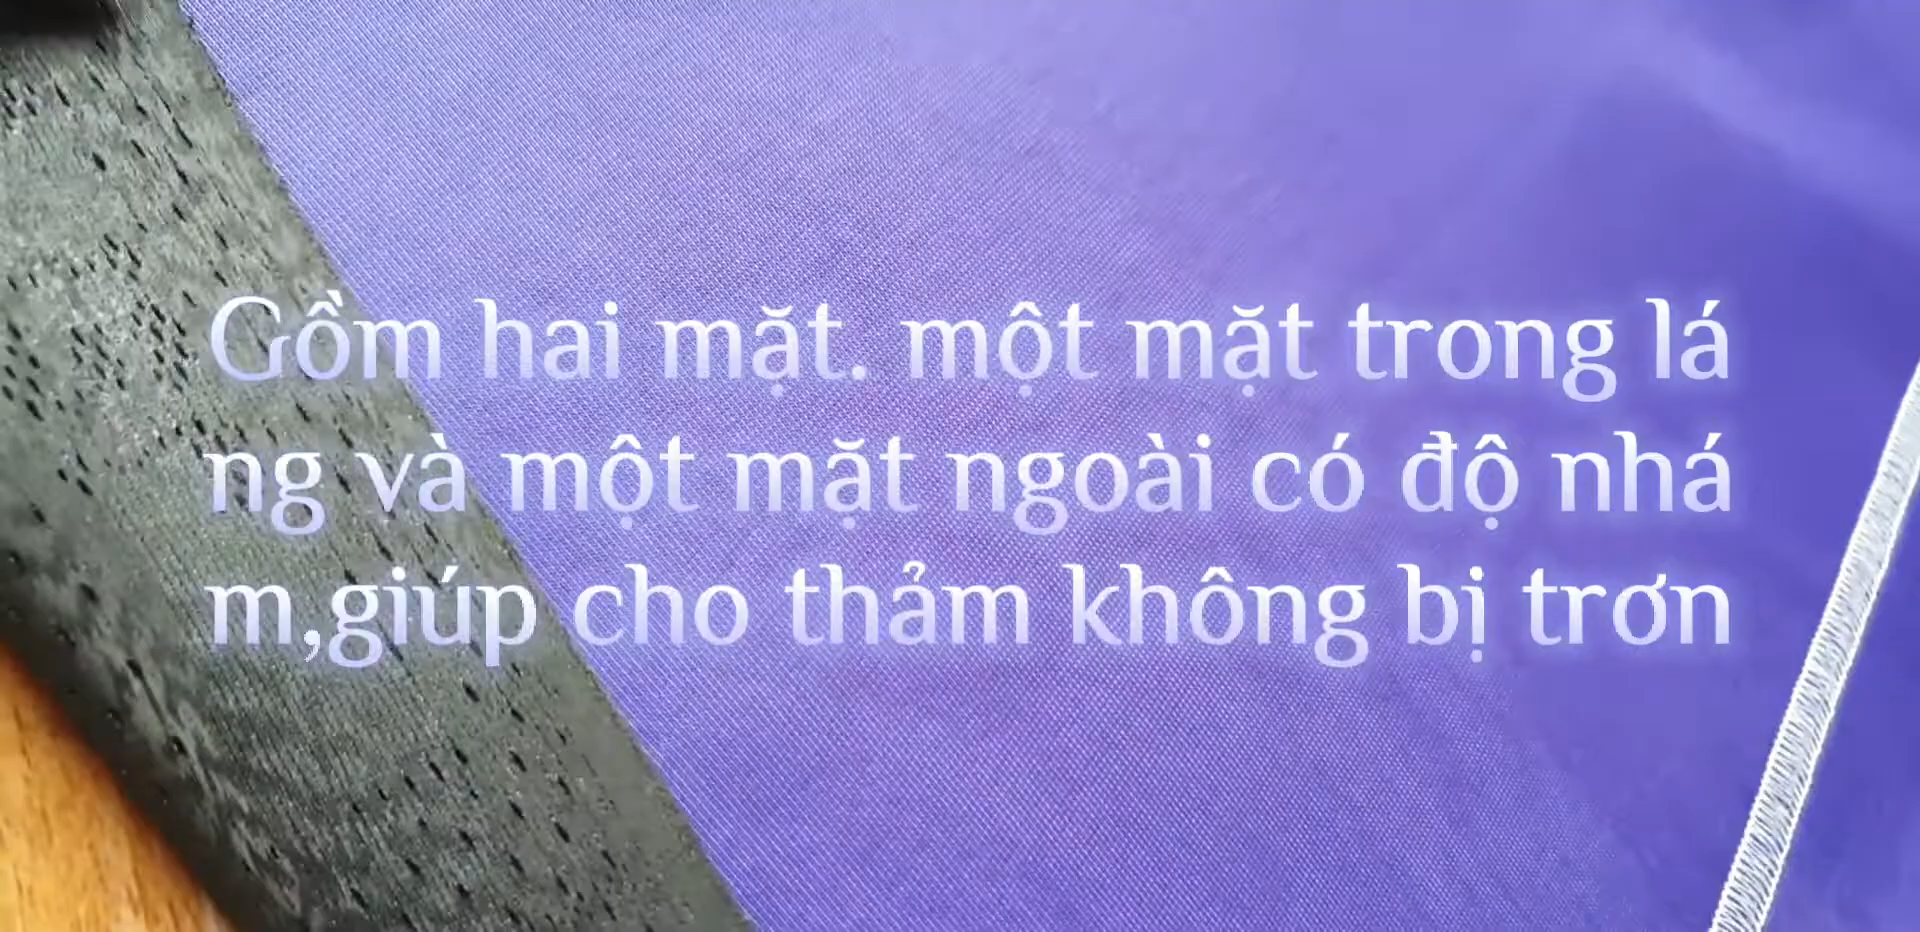 Gồm hai mặt. một mặt trong lá
ng và một mặt ngoài có độ nhá
m,giúp cho thảm không bị trơn